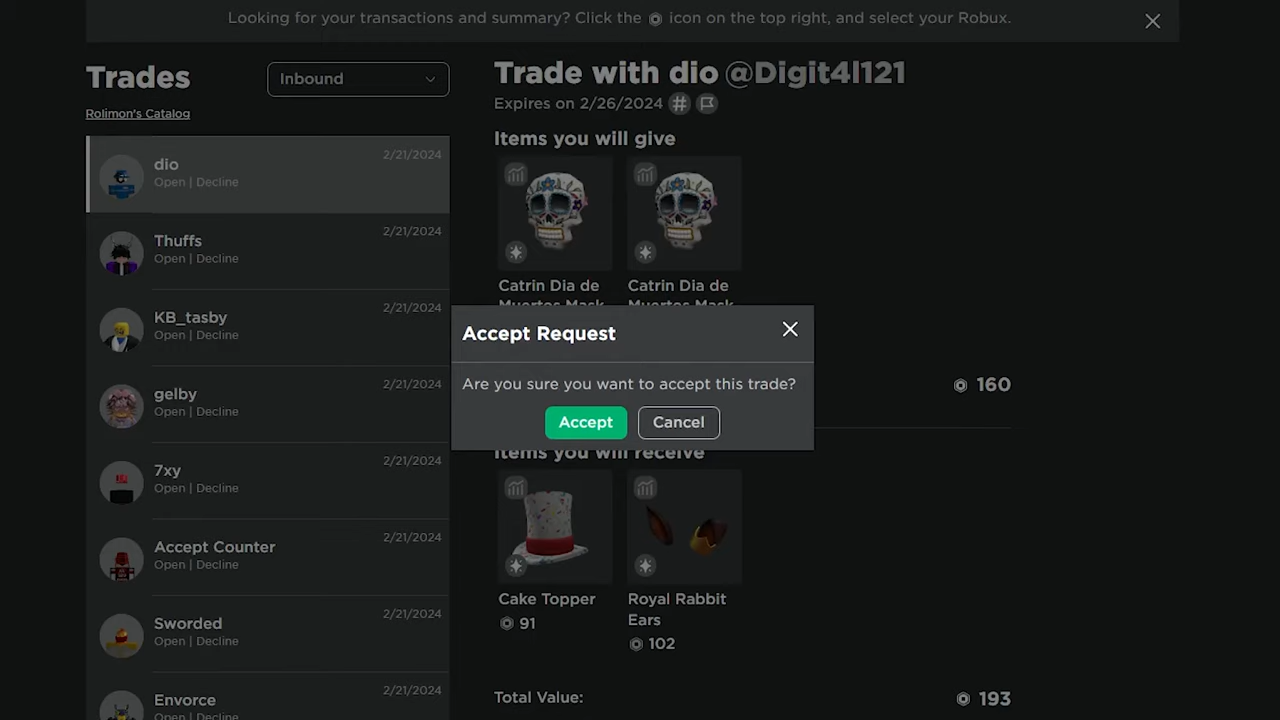 Looking for your transactions and summary? Click the icon on the top right, and select your Robux.
Trades
Inbound
Rolimon's Catalog
dio
2/21/2024
Open | Decline
Thuffs
2/21/2024
Open | Decline
KB_tasby
2/21/2024
Open | Decline
gelby
2/21/2024
Open | Decline
7xy
2/21/2024
Open | Decline
Accept Counter
2/21/2024
Open | Decline
Sworded
2/21/2024
Open | Decline
Envorce
2/21/2024
Open | Decline
Trade with dio @Digit4l121
Expires on 2/26/2024 #
Items you will give
Catrin Dia de
Muertos Mask
Catrin Dia de
Muertos Mask
Accept Request
Are you sure you want to accept this trade?
Accept
Cancel
160
Items you will receive
Cake Topper
91
Royal Rabbit
Ears
102
Total Value:
193